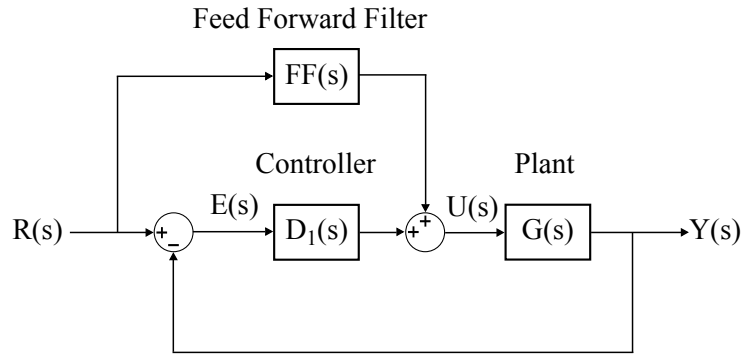 Feed Forward Filter
FF(s)
Controller
Plant
R(s)
+
−
E(s)
D₁(s)
+
+
U(s)
G(s)
Y(s)